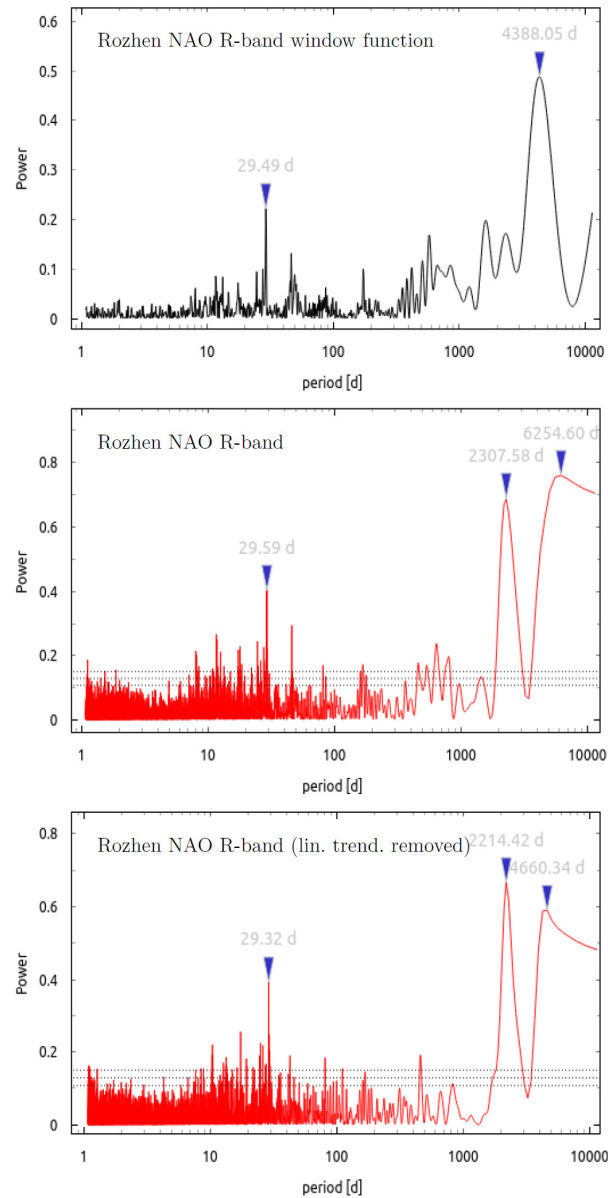 Rozhen NAO R-band window function
4388.05 d
29.49 d
Power
0.6
0.5
0.4
0.3
0.2
0.1
0
1 10 100 1000 10000
period [d]
Rozhen NAO R-band
6254.60 d
2307.58 d
29.59 d
Power
0.8
0.6
0.4
0.2
0
1 10 100 1000 10000
period [d]
Rozhen NAO R-band (lin. trend. removed)
2214.42 d
4660.34 d
29.32 d
Power
0.8
0.6
0.4
0.2
0
1 10 100 1000 10000
period [d]